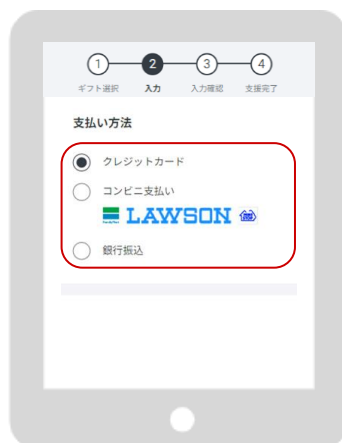 1 2 3 4
ギフト選択 入力 入力確認 支援完了
支払い方法
クレジットカード
コンビニ支払い
FamilyMart LAWSON
銀行振込